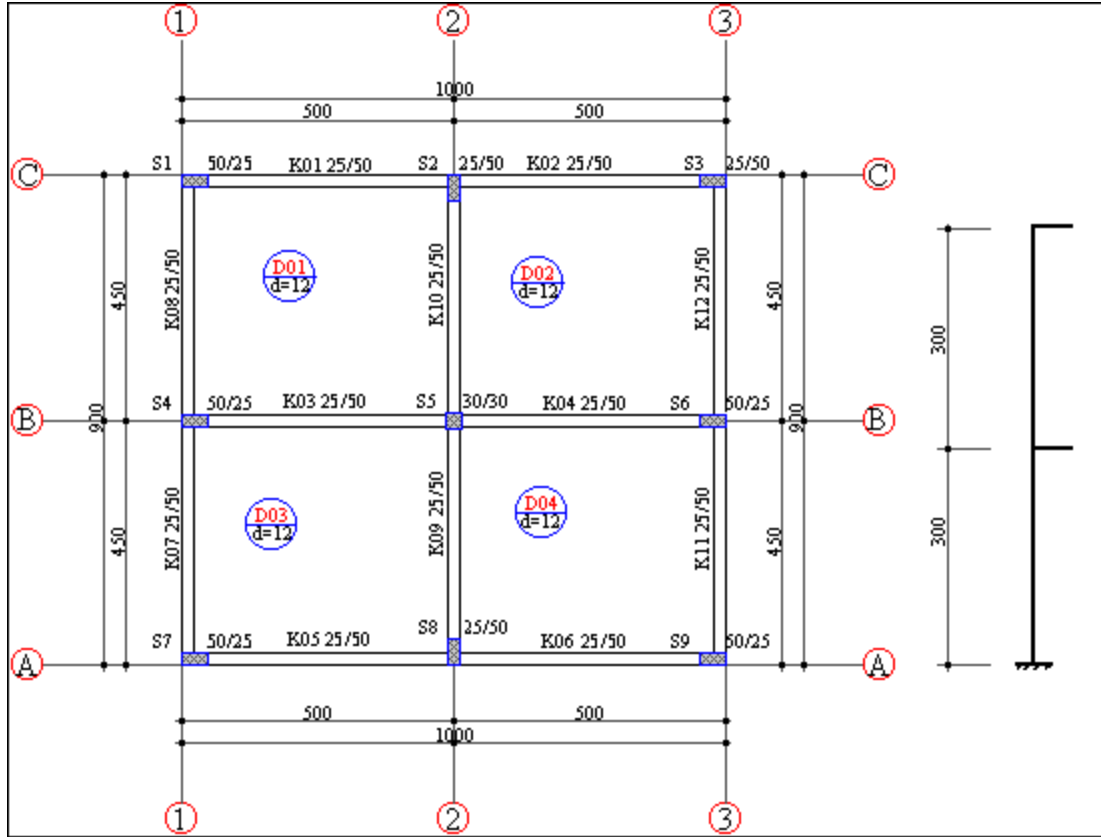 1 2 3
1000
500 500
S1 50/25 K01 25/50 S2 25/50 K02 25/50 S3 25/50
C C
K08 25/50 450 D01 d=12 K10 25/50 D02 d=12 K12 25/50 450
300
S4 50/25 K03 25/50 S5 30/30 K04 25/50 S6 50/25
B 900 900 B
K07 25/50 450 D03 d=12 K09 25/50 D04 d=12 K11 25/50 450
300
S7 50/25 K05 25/50 S8 25/50 K06 25/50 S9 50/25
A A
500 500
1000
1 2 3